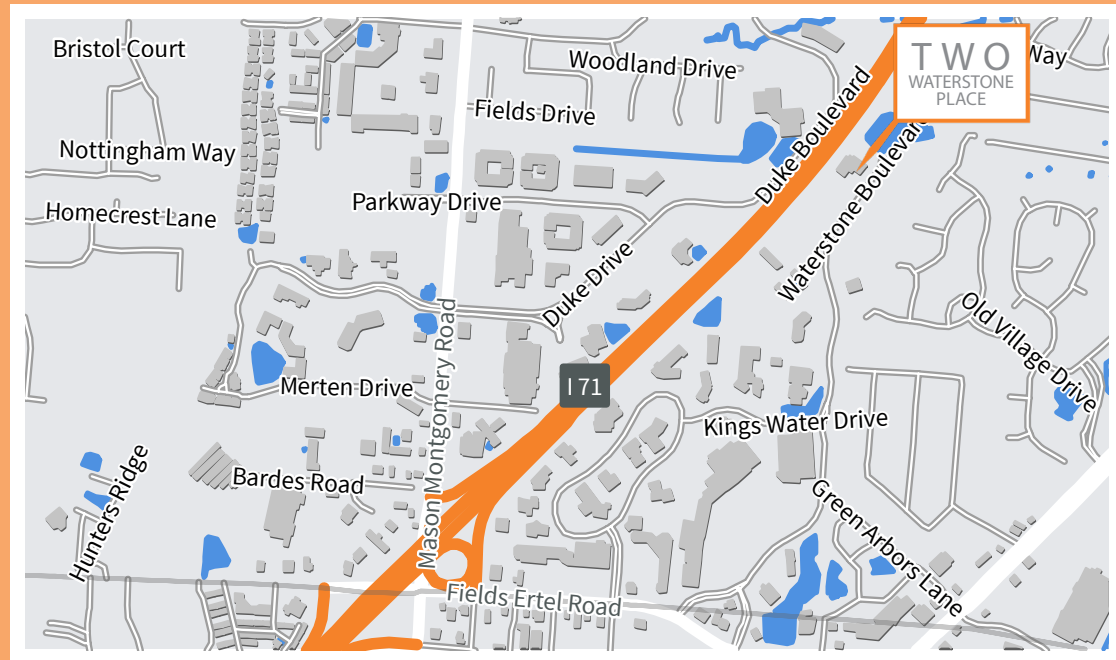 Bristol Court
Woodland Drive
TWO
WATERSTONE
PLACE
Way
Fields Drive
Duke Boulevard
Nottingham Way
Waterstone Boulevard
Parkway Drive
Homecrest Lane
Duke Drive
Old Village Drive
Mason Montgomery Road
I 71
Merten Drive
Kings Water Drive
Bardes Road
Hunters Ridge
Green Arbors Lane
Fields Ertel Road